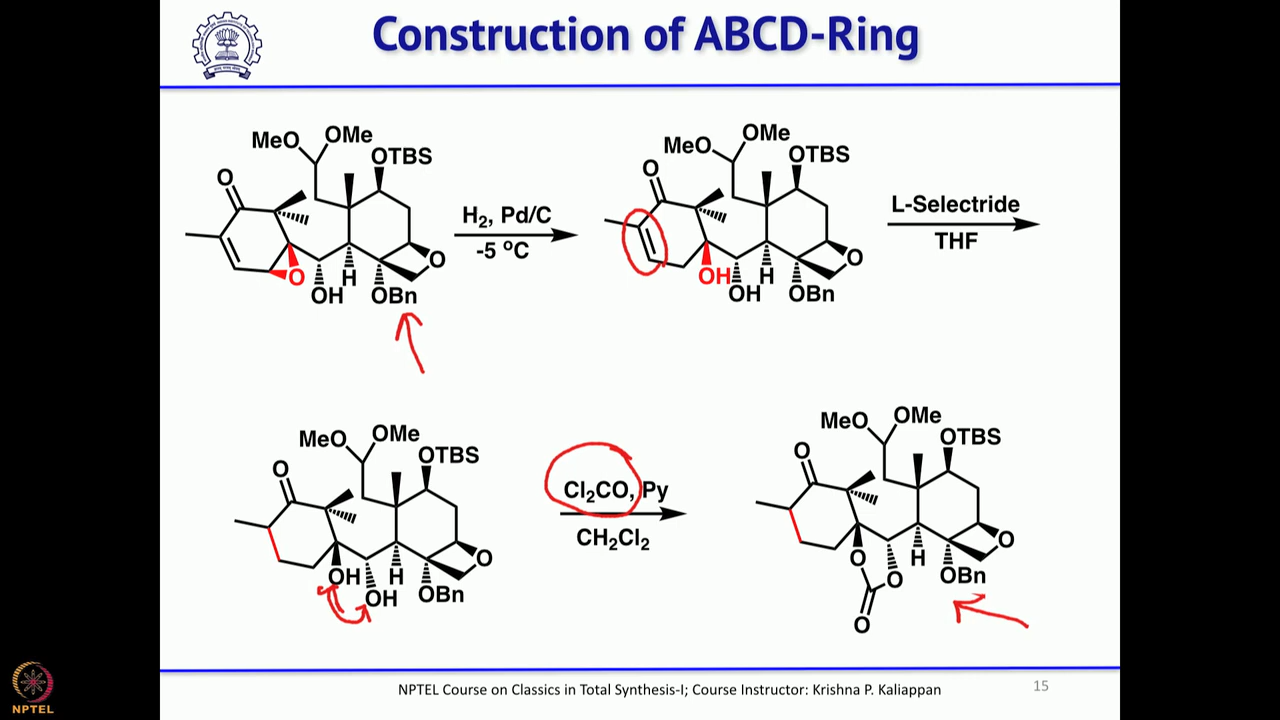 Construction of ABCD-Ring
MeO OMe
OTBS
O
H₂, Pd/C
-5 ºC
O
OH
H
OBn
O
MeO OMe
OTBS
O
L-Selectride
THF
OH
OH
H
OBn
O
MeO OMe
OTBS
O
OH
OH
H
OBn
O
Cl₂CO, Py
CH₂Cl₂
MeO OMe
OTBS
O
O
O
O
H
OBn
O
NPTEL
NPTEL Course on Classics in Total Synthesis-I; Course Instructor: Krishna P. Kaliappan
15